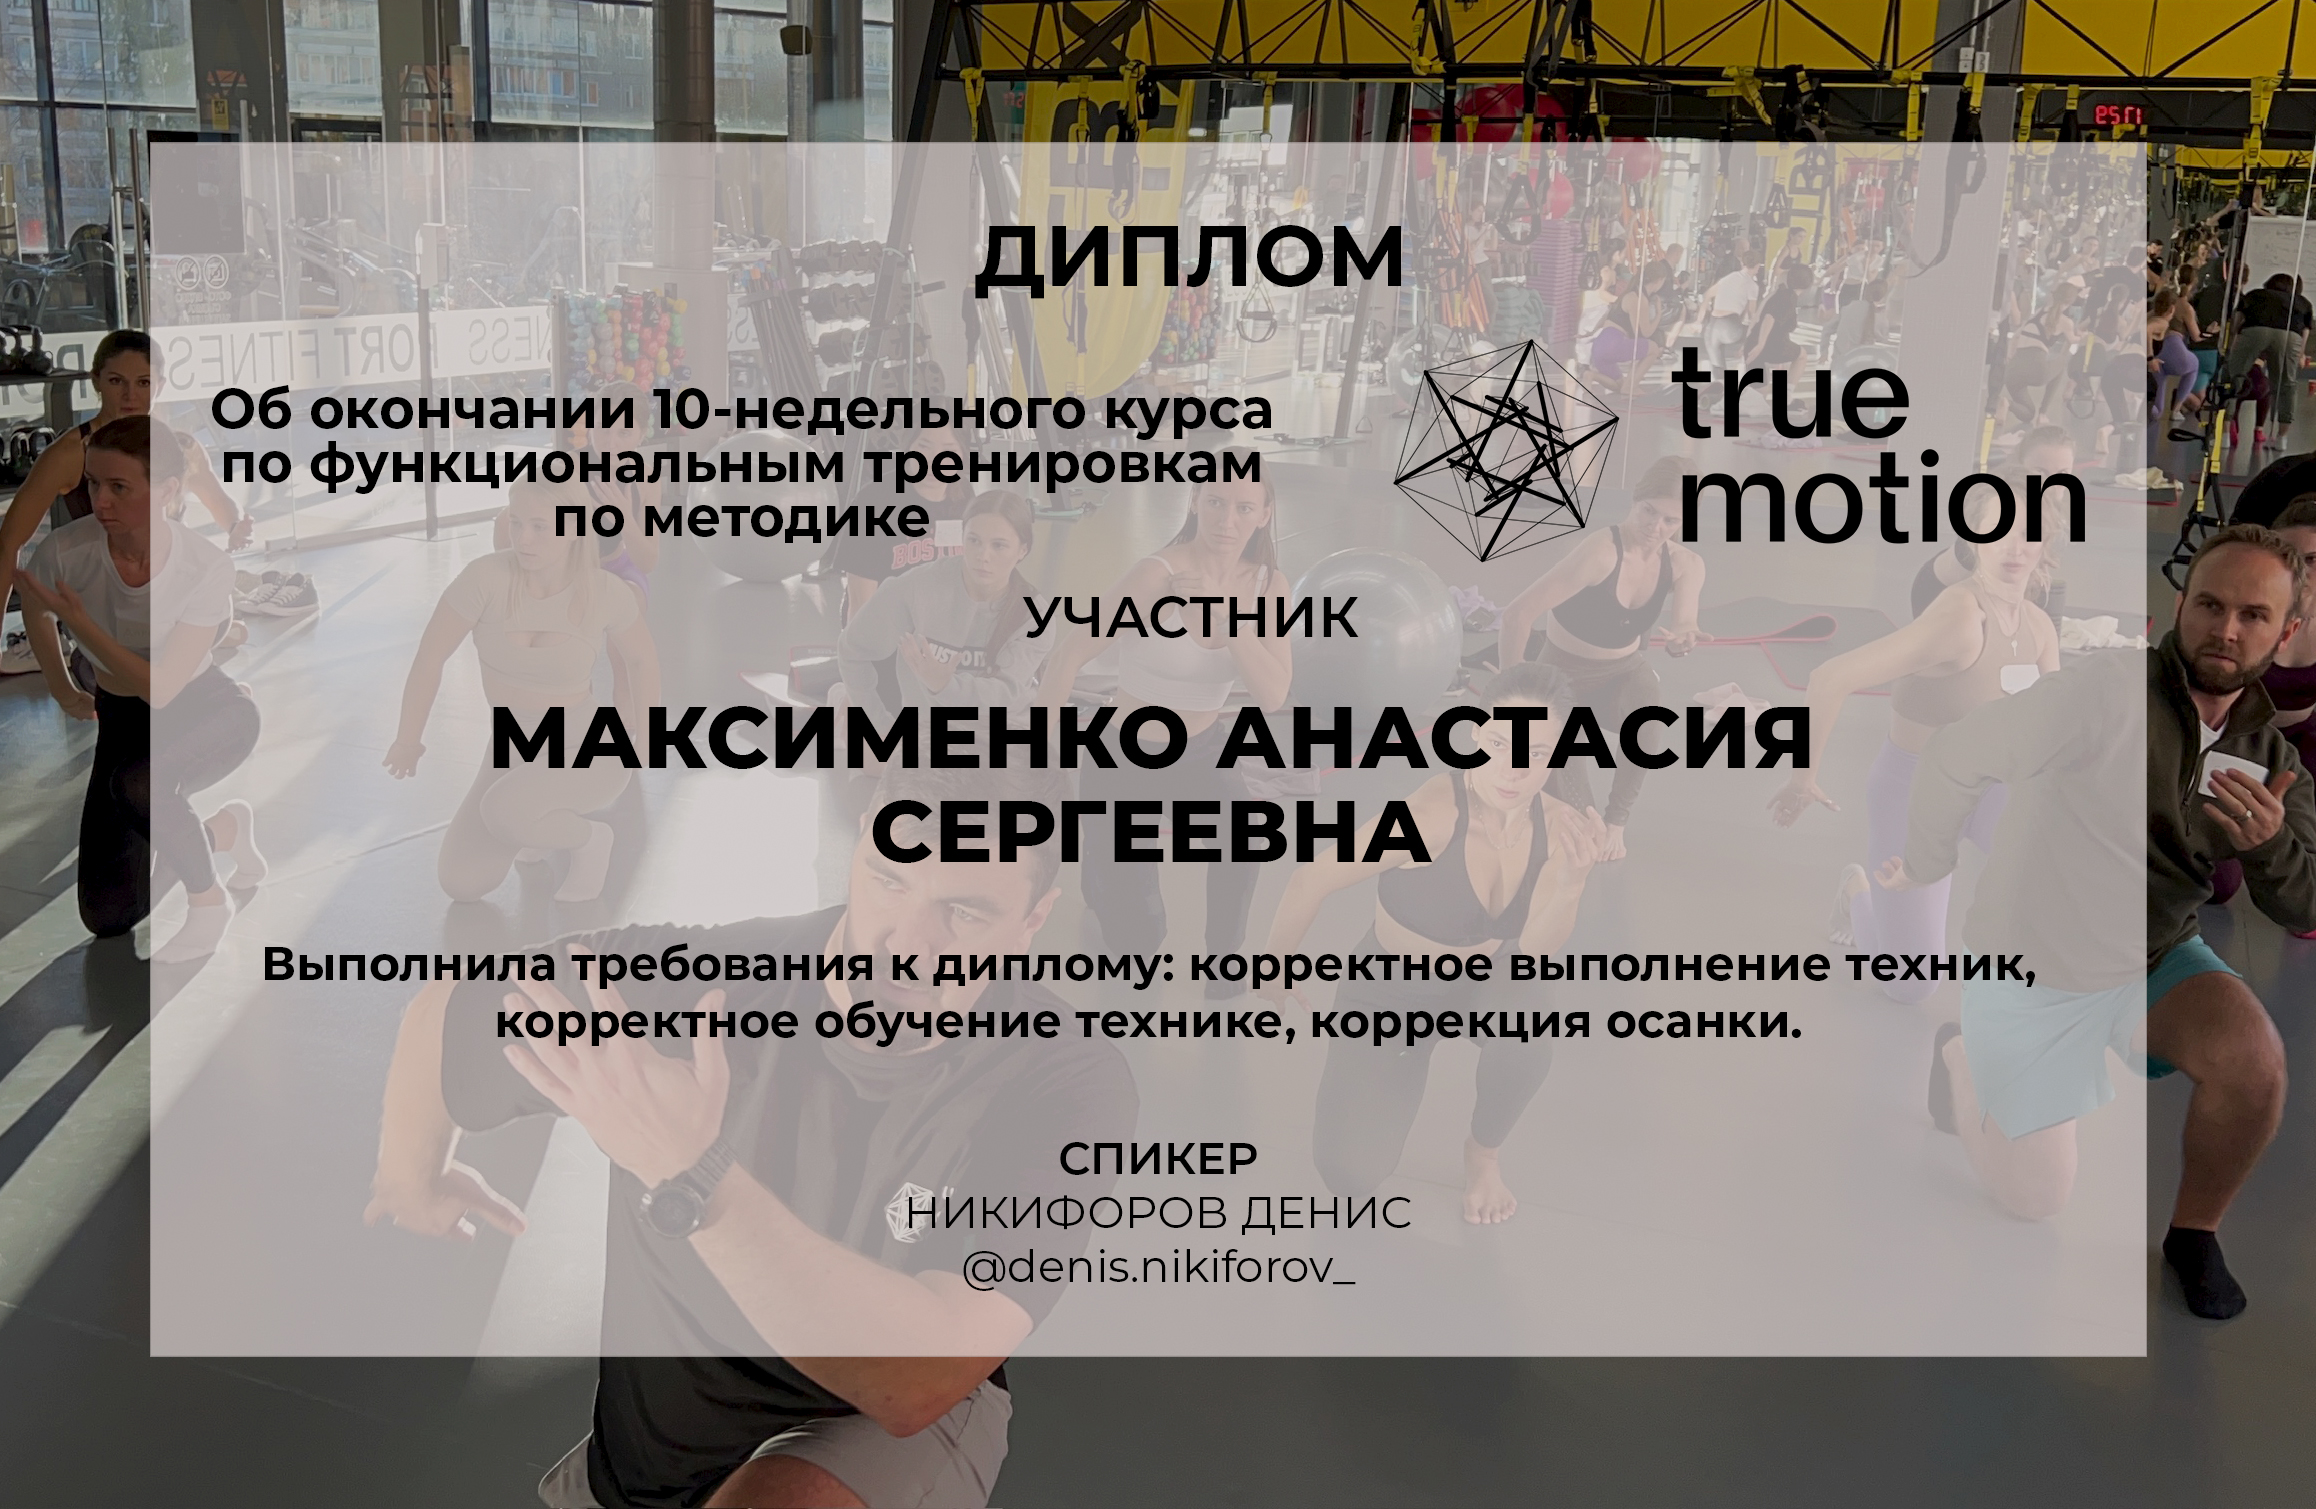 ДИПЛОМ
Об окончании 10-недельного курса
по функциональным тренировкам
по методике
true
motion
УЧАСТНИК
МАКСИМЕНКО АНАСТАСИЯ
СЕРГЕЕВНА
Выполнила требования к диплому: корректное выполнение техник,
корректное обучение технике, коррекция осанки.
СПИКЕР
НИКИФОРОВ ДЕНИС
@denis.nikiforov_